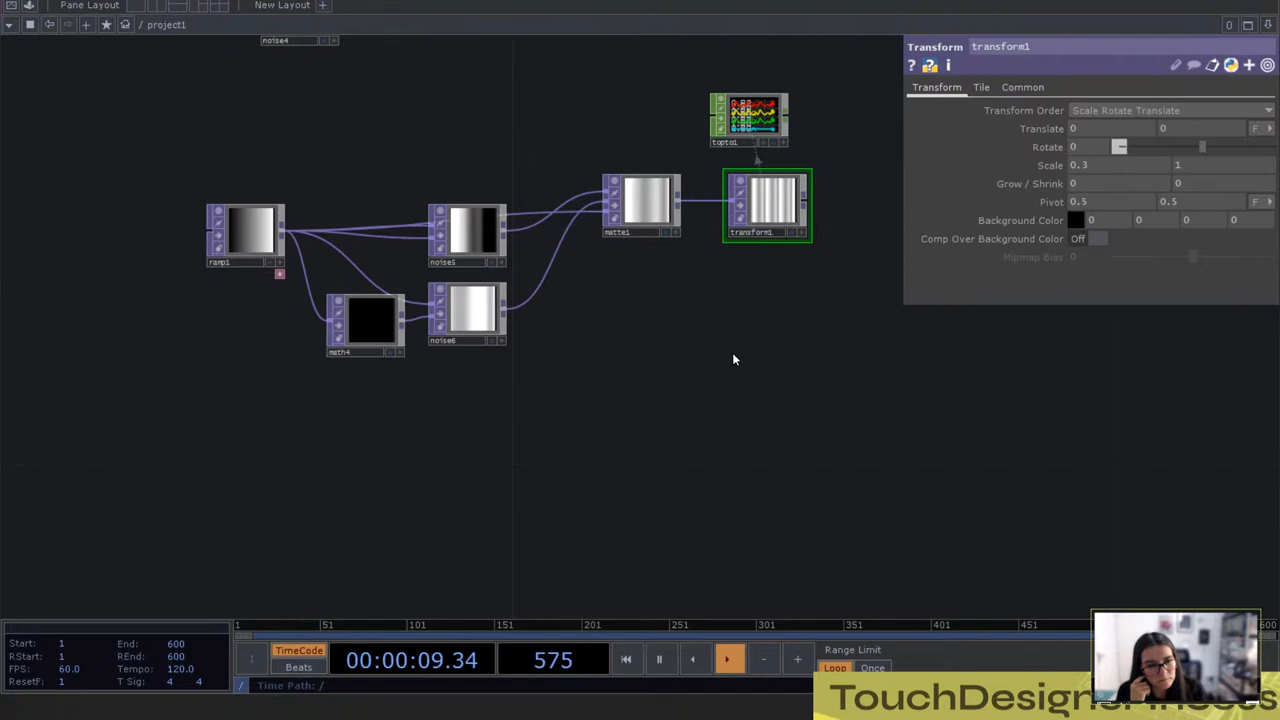 Pane Layout New Layout +
/ project1 0
noise4
Transform transform1
? ? i
Transform Tile Common
Transform Order Scale Rotate Translate
Translate 0 0 F
Rotate 0
Scale 0.3 1
Grow / Shrink 0 0
Pivot 0.5 0.5 F
Background Color 0 0 0 0
Comp Over Background Color Off
Mipmap Bias 0
topto1
matte1 transform1
ramp1 noise5
noise6
math4
1 51 101 151 201 251 301 351 401 451
Start: 1 End: 600
RStart: 1 REnd: 600
FPS: 60.0 Tempo: 120.0
ResetF: 1 T Sig: 4 4
TimeCode
Beats
00:00:09.34 575
Range Limit
Loop Once
/ Time Path: /